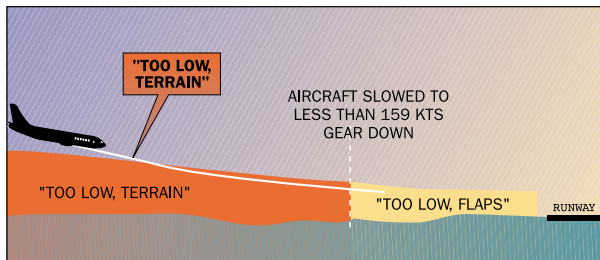 "TOO LOW,
TERRAIN"
AIRCRAFT SLOWED TO
LESS THAN 159 KTS
GEAR DOWN
"TOO LOW, TERRAIN"
"TOO LOW, FLAPS"
RUNWAY